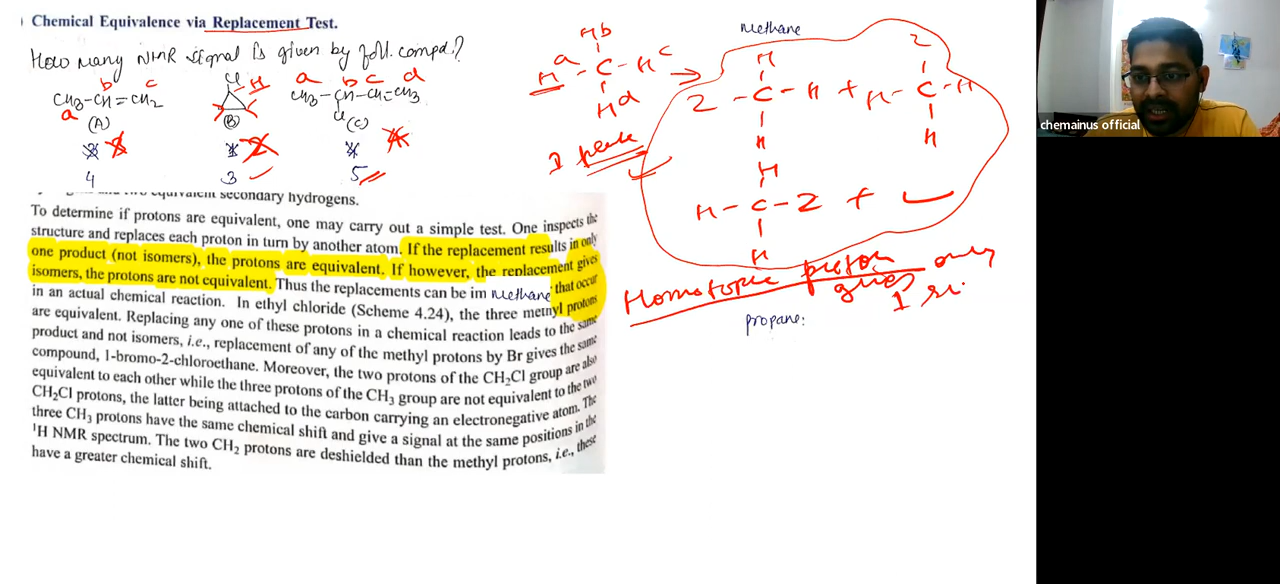 Chemical Equivalence via Replacement Test.
How many NMR signal is given by foll. compd.?
b c
CH3-CH=CH2
a
(A)
4
H
(B)
3
a b c d
CH3-CH-CH=CH3
Cl
(C)
5
secondary hydrogens.
To determine if protons are equivalent, one may carry out a simple test. One inspects the
structure and replaces each proton in turn by another atom. If the replacement results in only
one product (not isomers), the protons are equivalent. If however, the replacement gives
isomers, the protons are not equivalent. Thus the replacements can be im methane that occur
in an actual chemical reaction. In ethyl chloride (Scheme 4.24), the three methyl protons
are equivalent. Replacing any one of these protons in a chemical reaction leads to the same
product and not isomers, i.e., replacement of any of the methyl protons by Br gives the same
compound, 1-bromo-2-chloroethane. Moreover, the two protons of the CH2Cl group are also
equivalent to each other while the three protons of the CH3 group are not equivalent to the two
CH2Cl protons, the latter being attached to the carbon carrying an electronegative atom. The
three CH3 protons have the same chemical shift and give a signal at the same positions in the
1H NMR spectrum. The two CH2 protons are deshielded than the methyl protons, i.e., these
have a greater chemical shift.
Hb
a c
H - C - H
Hd
methane
H
Z - C - H + H - C - H
Z
H
H
H
H - C - Z +
H
Homotopic proton
gives only
1 si.
propane:
chemainus official